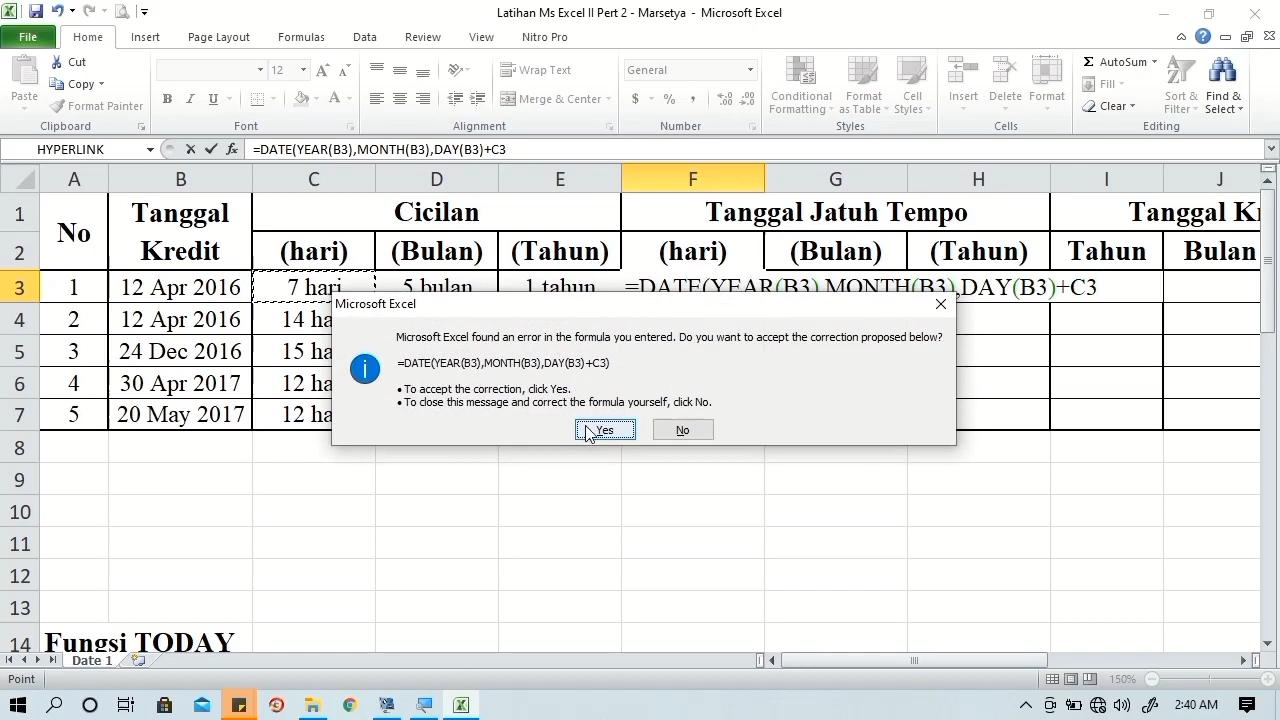 Latihan Ms Excel II Pert 2 - Marsetya - Microsoft Excel
File Home Insert Page Layout Formulas Data Review View Nitro Pro
Paste
Cut
Copy
Format Painter
Clipboard
12
Font
Wrap Text
Merge & Center
Alignment
General
Number
Conditional Formatting
Format as Table
Cell Styles
Styles
Insert Delete Format
Cells
AutoSum
Fill
Clear
Sort & Filter
Find & Select
Editing
HYPERLINK =DATE(YEAR(B3),MONTH(B3),DAY(B3)+C3
A B C D E F G H I J
1 No Tanggal Cicilan Tanggal Jatuh Tempo Tanggal K
2 Kredit (hari) (Bulan) (Tahun) (hari) (Bulan) (Tahun) Tahun Bulan
3 1 12 Apr 2016 7 hari 5 bulan 1 tahun =DATE(YEAR(B3),MONTH(B3),DAY(B3)+C3
4 2 12 Apr 2016 14 ha
5 3 24 Dec 2016 15 ha
6 4 30 Apr 2017 12 ha
7 5 20 May 2017 12 ha
8
9
10
11
12
13
14 Fungsi TODAY
Microsoft Excel
Microsoft Excel found an error in the formula you entered. Do you want to accept the correction proposed below?
=DATE(YEAR(B3),MONTH(B3),DAY(B3)+C3)
• To accept the correction, click Yes.
• To close this message and correct the formula yourself, click No.
Yes No
Date 1
Point 150%
2:40 AM